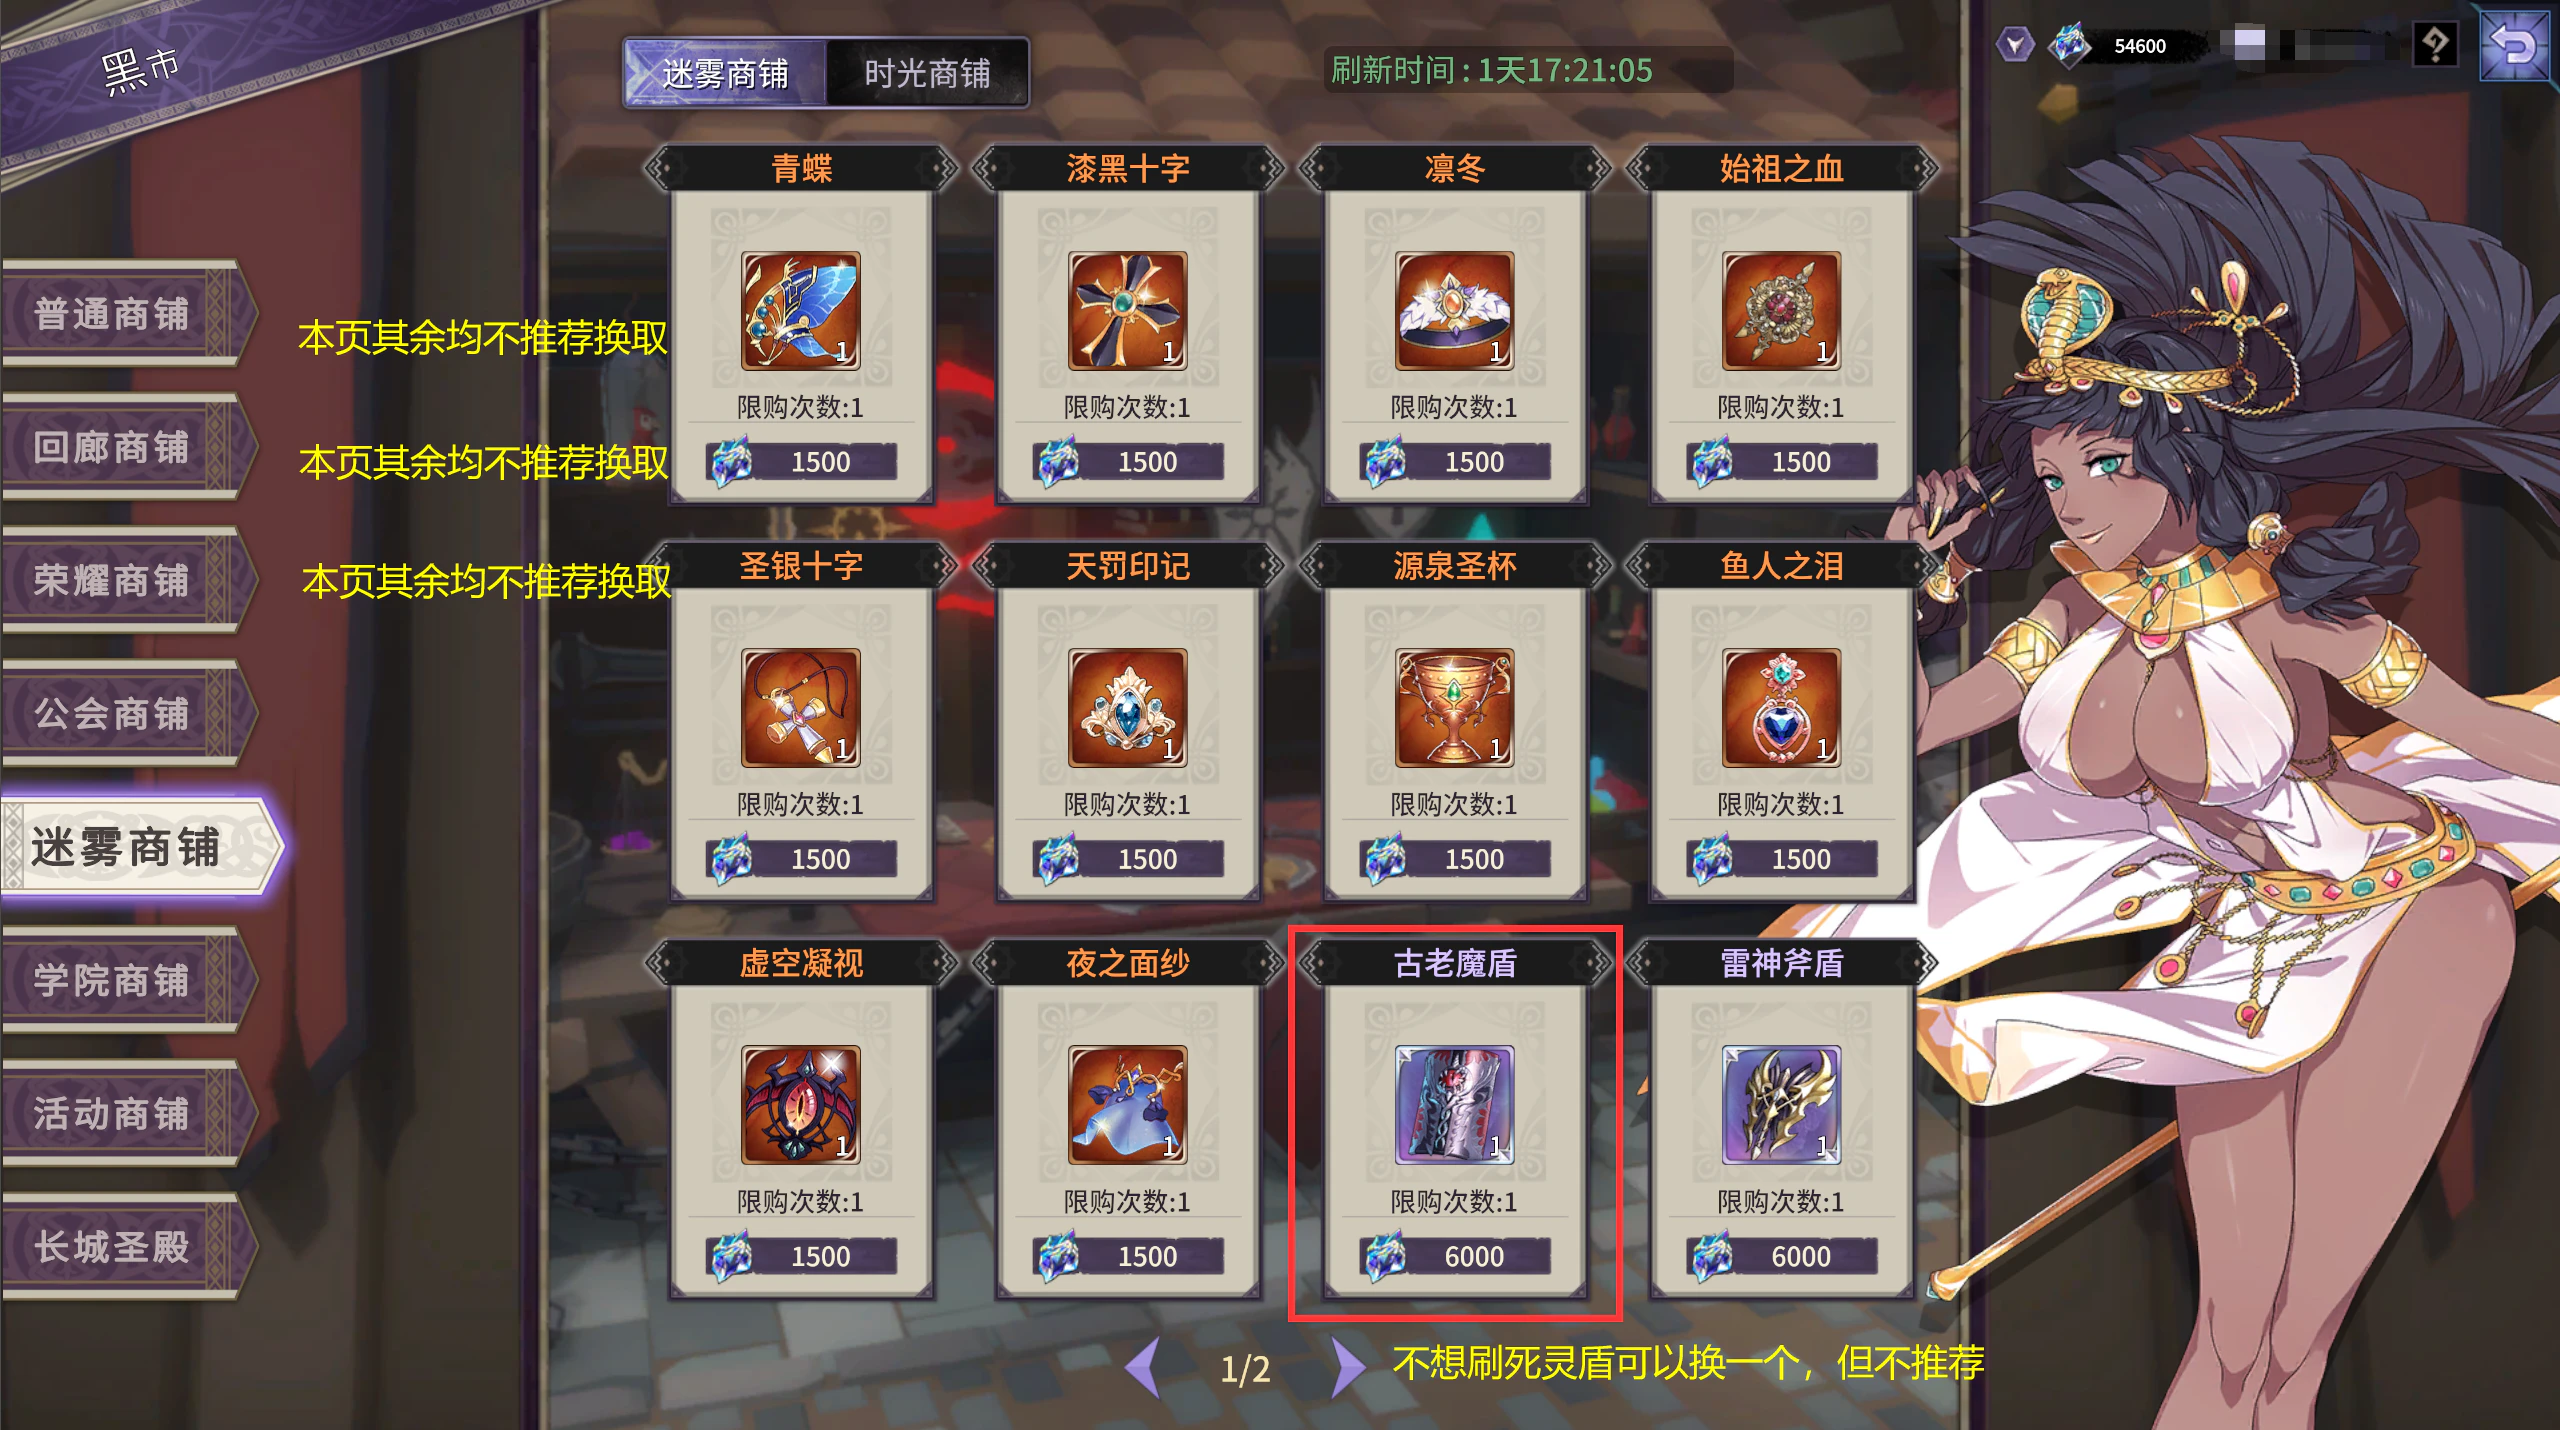 黑市
迷雾商铺
时光商铺
刷新时间:1天17:21:05
54600
普通商铺
回廊商铺
荣耀商铺
公会商铺
迷雾商铺
学院商铺
活动商铺
长城圣殿
本页其余均不推荐换取
本页其余均不推荐换取
本页其余均不推荐换取
青蝶
1
限购次数:1
1500
漆黑十字
1
限购次数:1
1500
凛冬
1
限购次数:1
1500
始祖之血
1
限购次数:1
1500
圣银十字
1
限购次数:1
1500
天罚印记
1
限购次数:1
1500
源泉圣杯
1
限购次数:1
1500
鱼人之泪
1
限购次数:1
1500
虚空凝视
1
限购次数:1
1500
夜之面纱
1
限购次数:1
1500
古老魔盾
1
限购次数:1
6000
雷神斧盾
1
限购次数:1
6000
1/2
不想刷死灵盾可以换一个，但不推荐